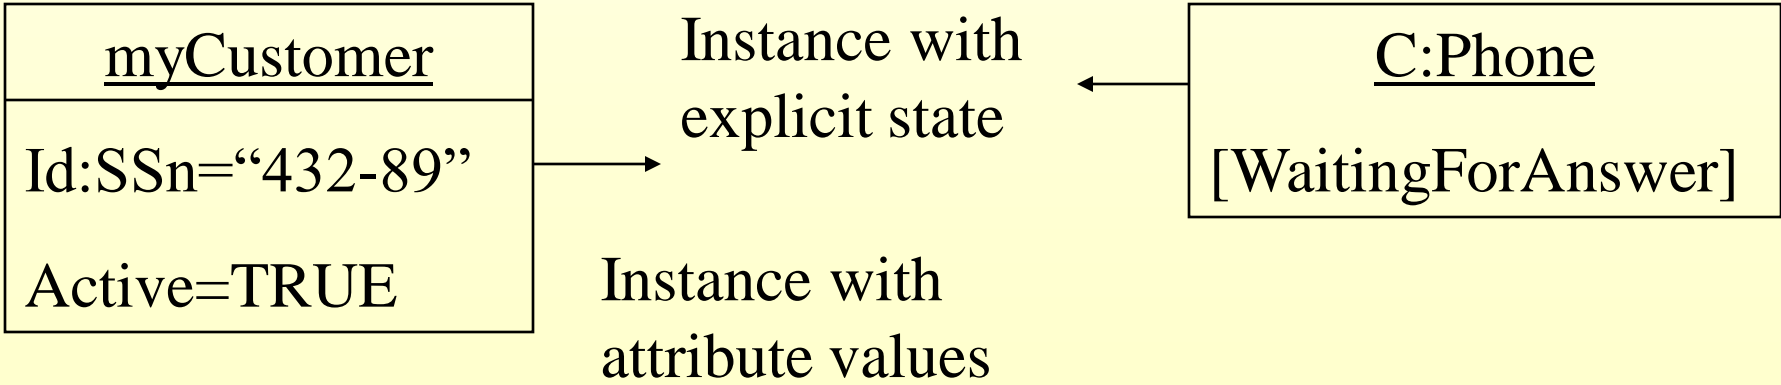 myCustomer
Id:SSn=“432-89”
Active=TRUE
Instance with
explicit state
Instance with
attribute values
C:Phone
[WaitingForAnswer]